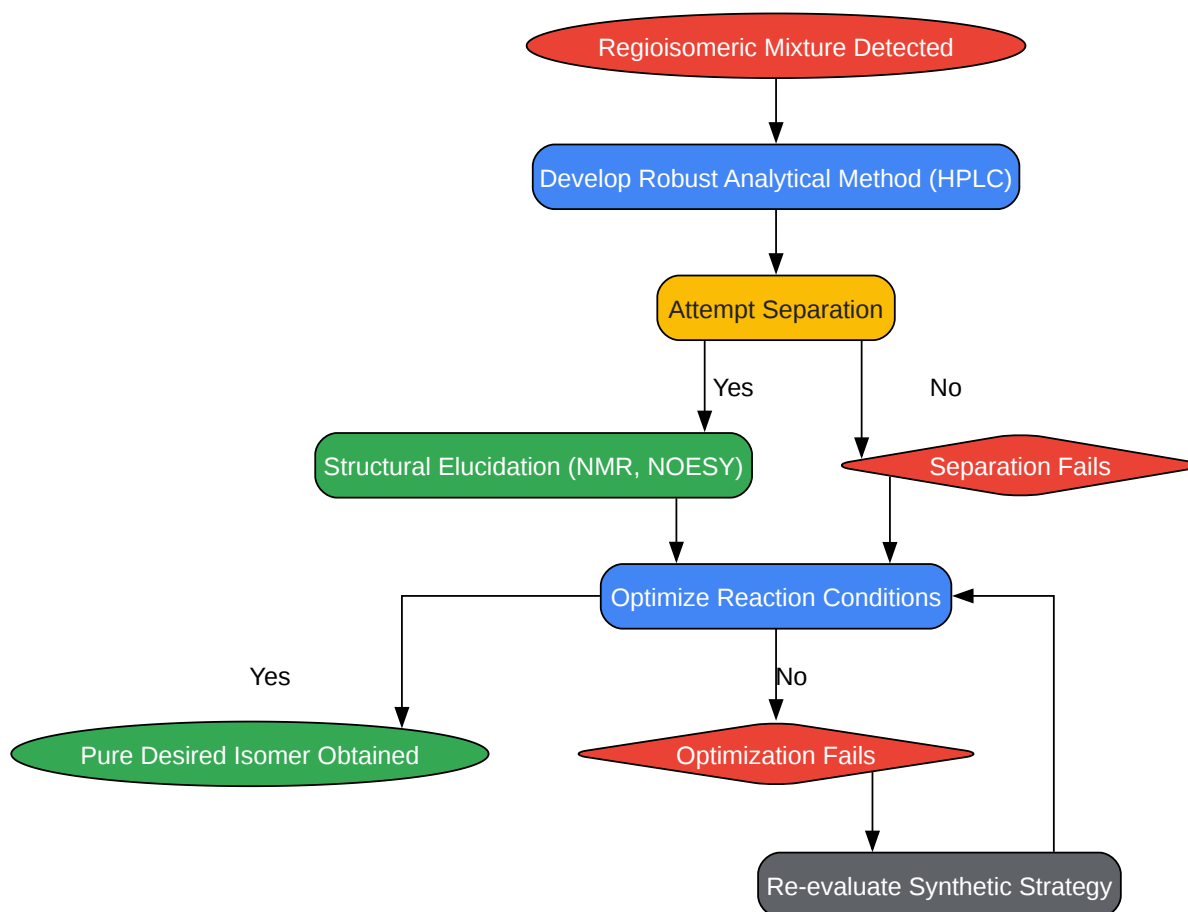 Regioisomeric Mixture Detected
Develop Robust Analytical Method (HPLC)
Attempt Separation
Yes
No
Structural Elucidation (NMR, NOESY)
Separation Fails
Optimize Reaction Conditions
Yes
No
Pure Desired Isomer Obtained
Optimization Fails
Re-evaluate Synthetic Strategy